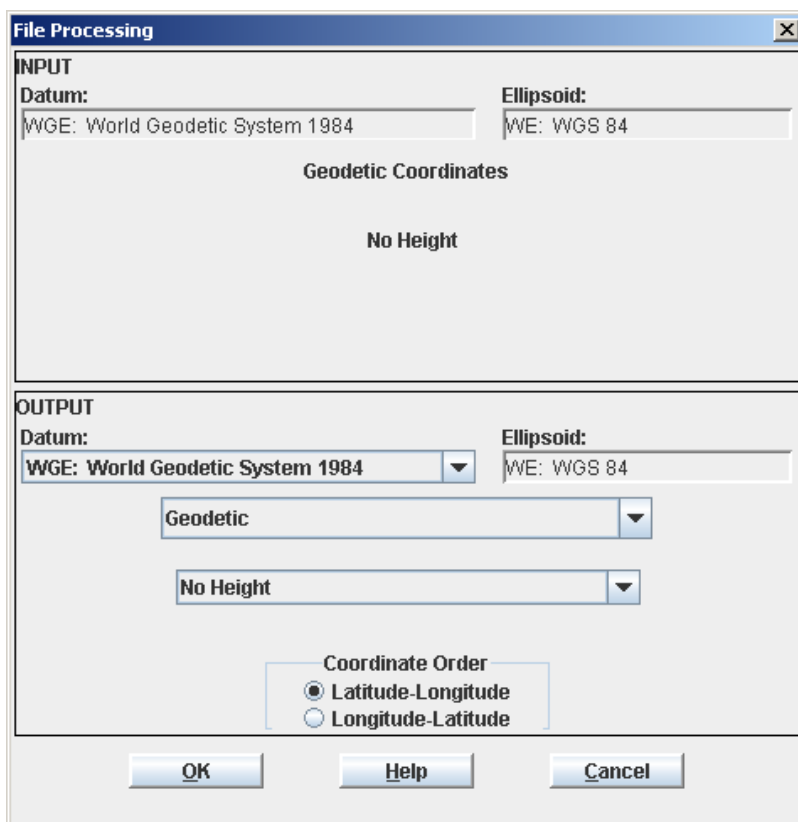 File Processing
INPUT
Datum: Ellipsoid:
WGE: World Geodetic System 1984 WE: WGS 84
Geodetic Coordinates
No Height
OUTPUT
Datum: Ellipsoid:
WGE: World Geodetic System 1984 WE: WGS 84
Geodetic
No Height
Coordinate Order
Latitude-Longitude
Longitude-Latitude
OK Help Cancel